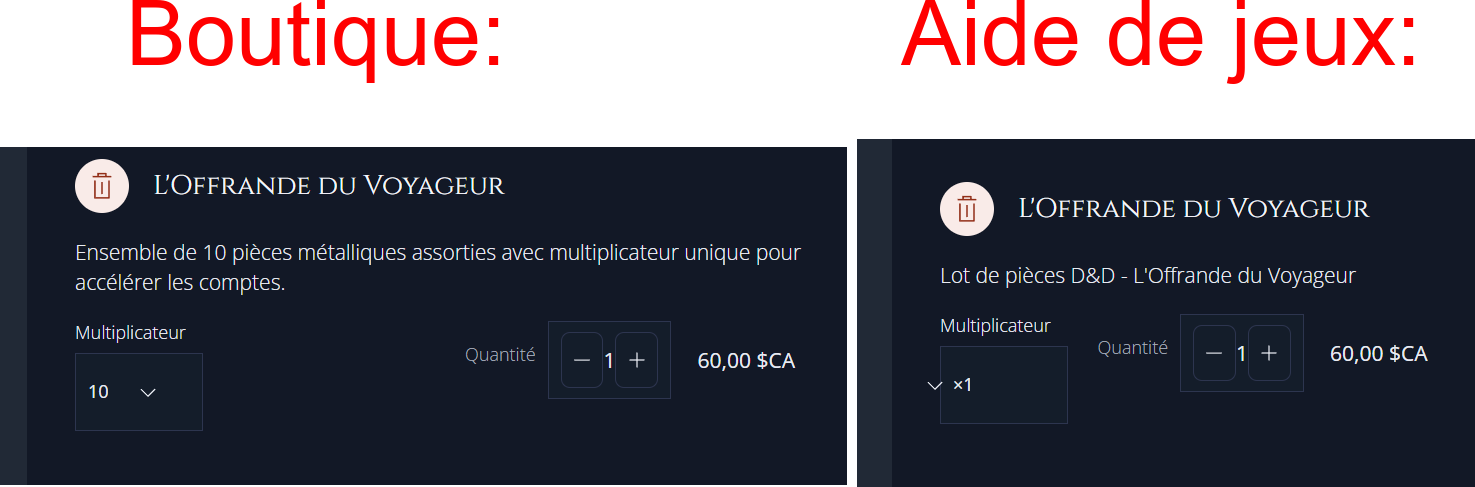 Boutique:
L'Offrande du Voyageur
Ensemble de 10 pièces métalliques assorties avec multiplicateur unique pour
accélérer les comptes.
Multiplicateur
10
Quantité
1
60,00 $CA
Aide de jeux:
L'Offrande du Voyageur
Lot de pièces D&D - L'Offrande du Voyageur
Multiplicateur
×1
Quantité
1
60,00 $CA